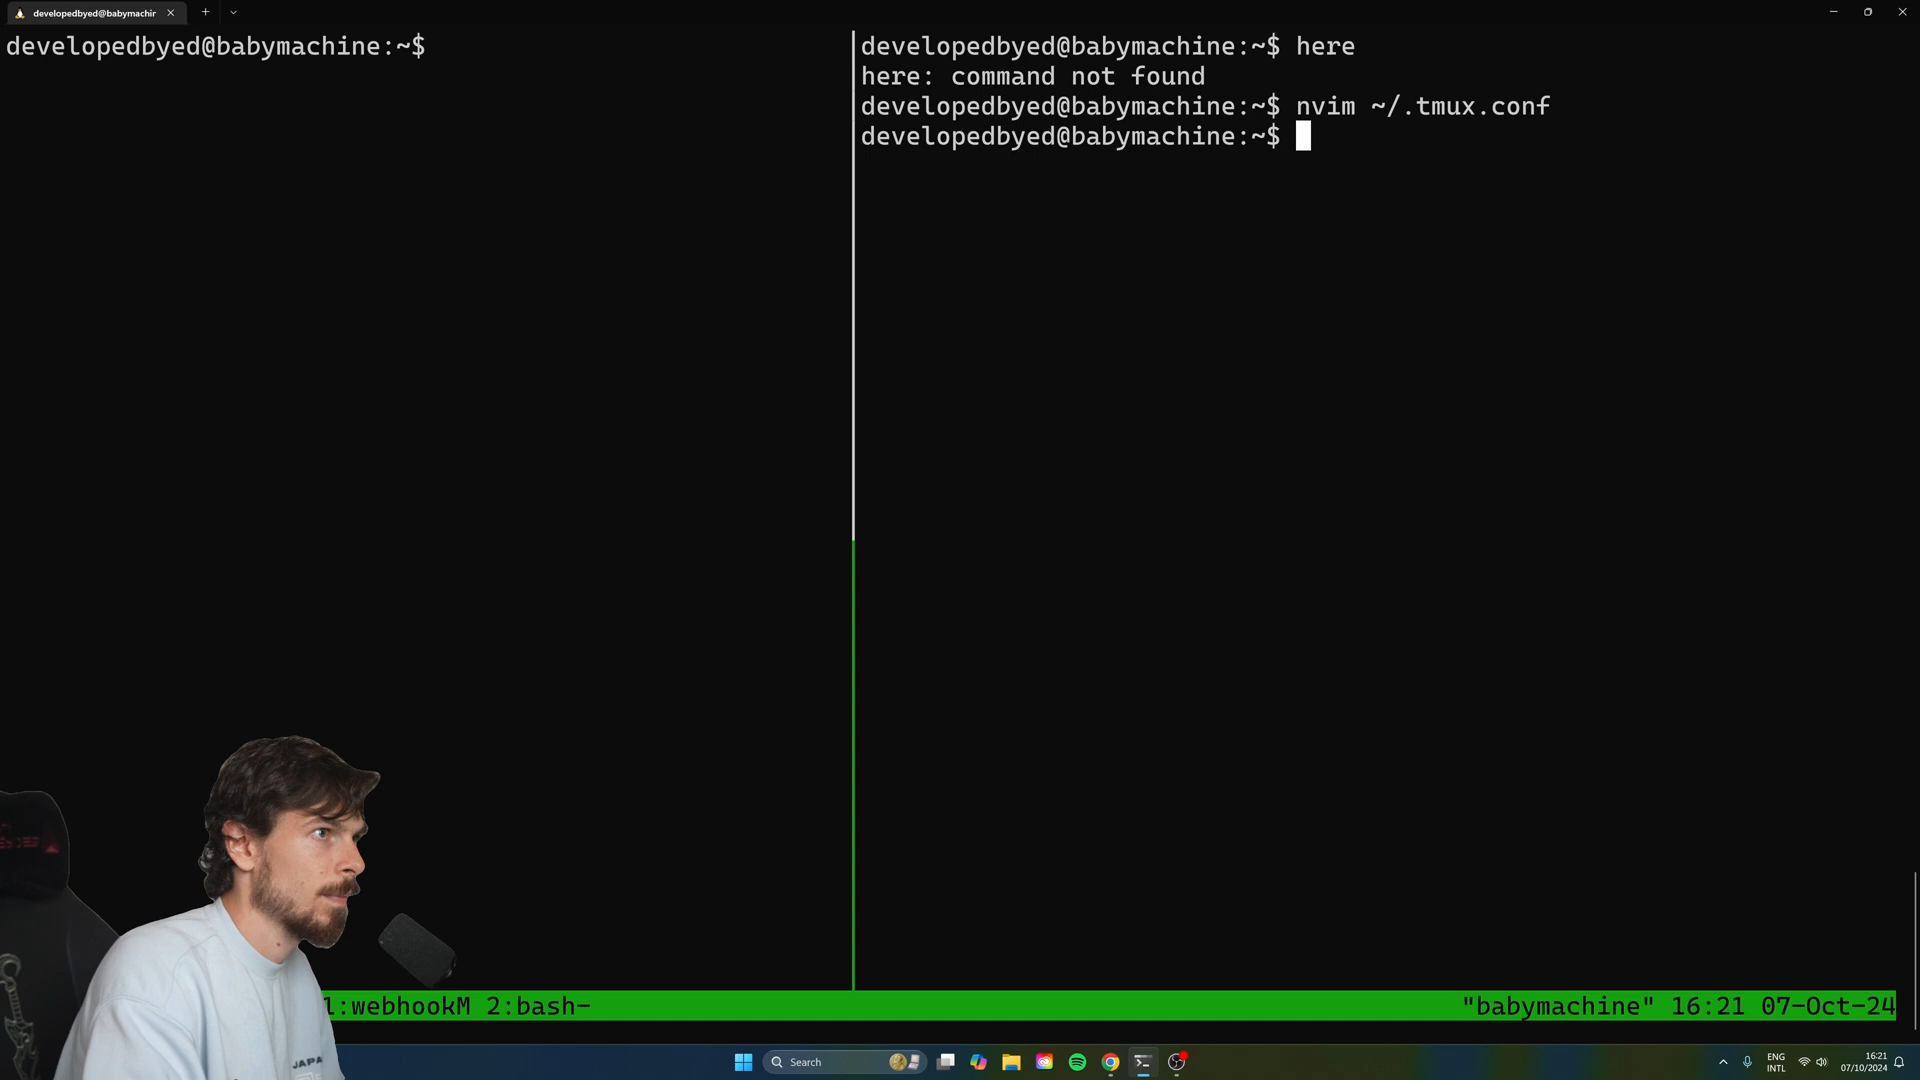 developedbyed@babymachir
developedbyed@babymachine:~$
developedbyed@babymachine:~$ here
here: command not found
developedbyed@babymachine:~$ nvim ~/.tmux.conf
developedbyed@babymachine:~$
1:webhookM 2:bash- "babymachine" 16:21 07-Oct-24
JAPA
Search
ENG
INTL
16:21
07/10/2024